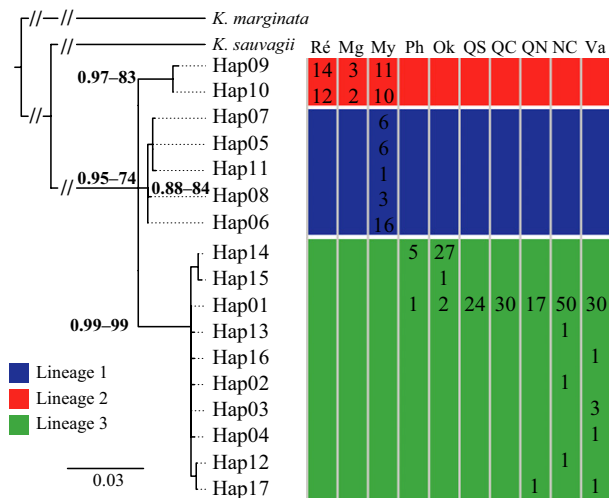 K. marginata
K. sauvagii Ré Mg My Ph Ok QS QC QN NC Va
0.97–83 Hap09 14 3 11
Hap10 12 2 10
Hap07 6
Hap05 6
Hap11 1
0.95–74 0.88–84 Hap08 3
Hap06 16
Hap14 5 27
Hap15 1
Hap01 1 2 24 30 17 50 30
0.99–99 Hap13 1
Hap16 1
Lineage 1 Hap02 1
Lineage 2 Hap03 3
Lineage 3 Hap04 1
Hap12 1
0.03 Hap17 1 1